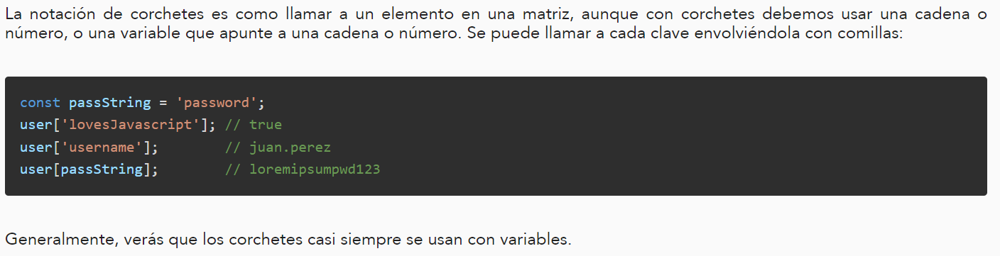 La notación de corchetes es como llamar a un elemento en una matriz, aunque con corchetes debemos usar una cadena o
número, o una variable que apunte a una cadena o número. Se puede llamar a cada clave envolviéndola con comillas:
const passString = 'password';
user['lovesJavascript']; // true
user['username'];        // juan.perez
user[passString];        // loremipsumpwd123
Generalmente, verás que los corchetes casi siempre se usan con variables.